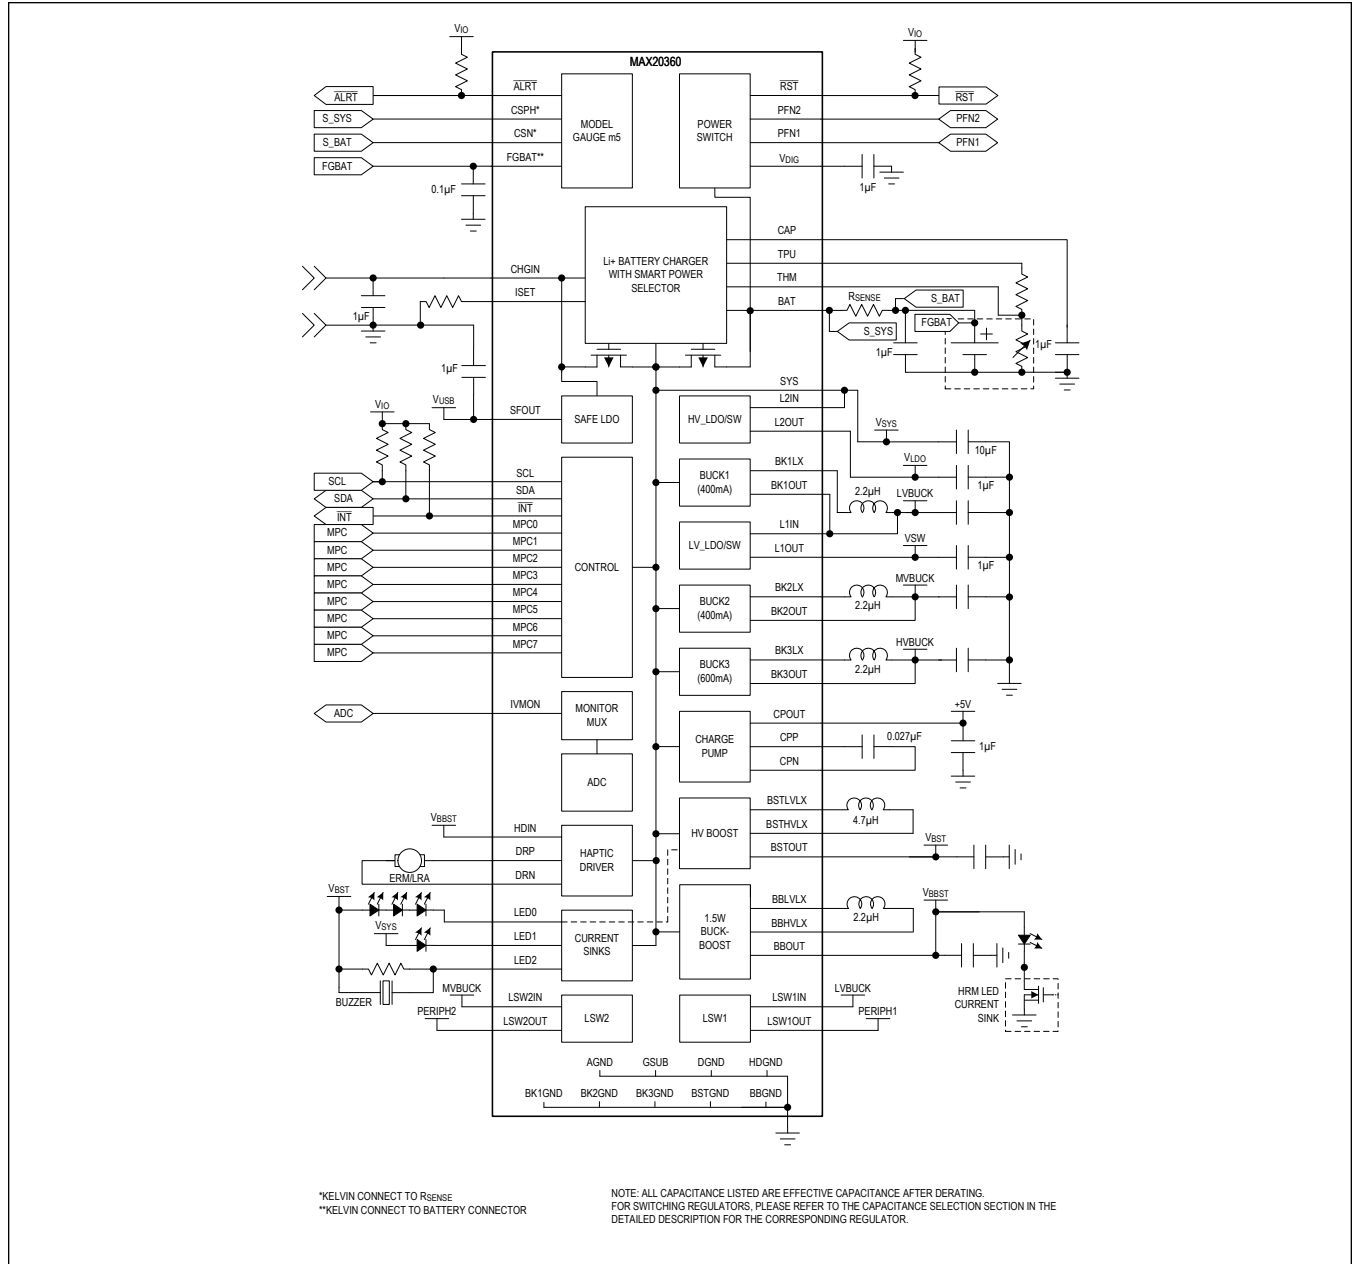 VIO
VIO
MAX20360
ALRT
ALRT
RST
RST
S_SYS
CSPH*
MODEL
GAUGE m5
POWER
SWITCH
PFN2
PFN2
S_BAT
CSN*
PFN1
PFN1
FGBAT
FGBAT**
VDIG
0.1µF
1µF
CAP
TPU
Li+ BATTERY CHARGER
WITH SMART POWER
SELECTOR
CHGIN
THM
ISET
BAT
RSENSE
S_BAT
1µF
S_SYS
FGBAT
+
1µF
1µF
1µF
SYS
VUSB
SFOUT
SAFE LDO
HV_LDO/SW
L2IN
L2OUT
VSYS
10µF
VIO
VLDO
1µF
SCL
SCL
SDA
SDA
INT
INT
MPC
MPC0
MPC
MPC1
MPC
MPC2
MPC
MPC3
MPC
MPC4
MPC
MPC5
MPC
MPC6
MPC
MPC7
CONTROL
BUCK1
(400mA)
BK1LX
BK1OUT
2.2µH
LVBUCK
LV_LDO/SW
L1IN
L1OUT
VSW
1µF
BUCK2
(400mA)
BK2LX
BK2OUT
2.2µH
MVBUCK
BUCK3
(600mA)
BK3LX
BK3OUT
2.2µH
HVBUCK
ADC
IVMON
MONITOR
MUX
ADC
CHARGE
PUMP
CPOUT
CPP
CPN
0.027µF
+5V
1µF
HV BOOST
BSTLVLX
BSTHVLX
BSTOUT
4.7µH
VBST
VBBST
HDIN
DRP
DRN
HAPTIC
DRIVER
ERM/LRA
VBST
LED0
VSYS
LED1
LED2
CURRENT
SINKS
1.5W
BUCK-
BOOST
BBLVLX
BBHVLX
BBOUT
2.2µH
VBBST
BUZZER
MVBUCK
LSW2IN
PERIPH2
LSW2OUT
LSW2
LSW1
LSW1IN
LSW1OUT
LVBUCK
PERIPH1
HRM LED
CURRENT
SINK
AGND
GSUB
DGND
HDGND
BK1GND
BK2GND
BK3GND
BSTGND
BBGND
*KELVIN CONNECT TO RSENSE
**KELVIN CONNECT TO BATTERY CONNECTOR
NOTE: ALL CAPACITANCE LISTED ARE EFFECTIVE CAPACITANCE AFTER DERATING.
FOR SWITCHING REGULATORS, PLEASE REFER TO THE CAPACITANCE SELECTION SECTION IN THE
DETAILED DESCRIPTION FOR THE CORRESPONDING REGULATOR.